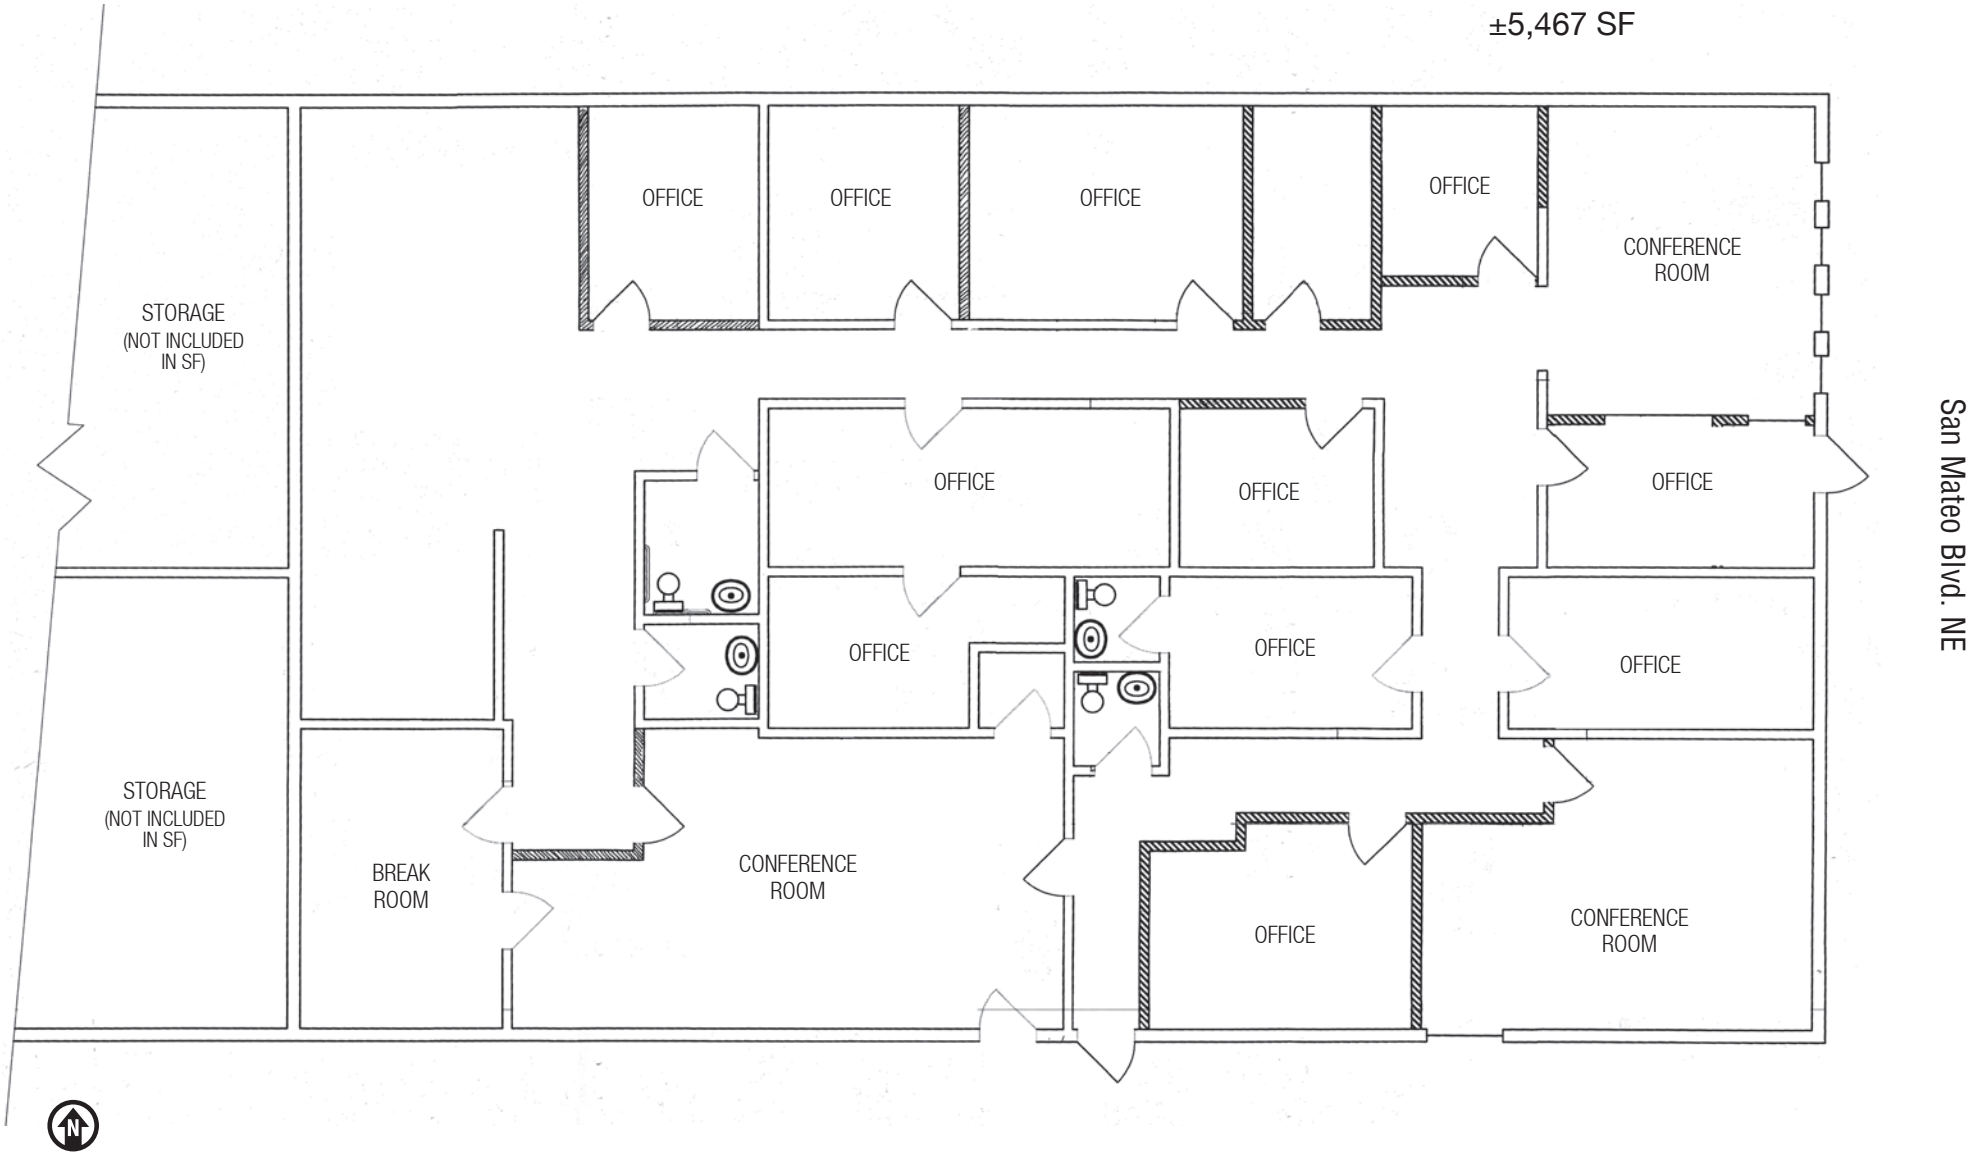 ±5,467 SF
OFFICE
OFFICE
OFFICE
OFFICE
CONFERENCE
ROOM
STORAGE
(NOT INCLUDED
IN SF)
San Mateo Blvd. NE
OFFICE
OFFICE
OFFICE
OFFICE
OFFICE
OFFICE
STORAGE
(NOT INCLUDED
IN SF)
BREAK
ROOM
CONFERENCE
ROOM
OFFICE
CONFERENCE
ROOM
N